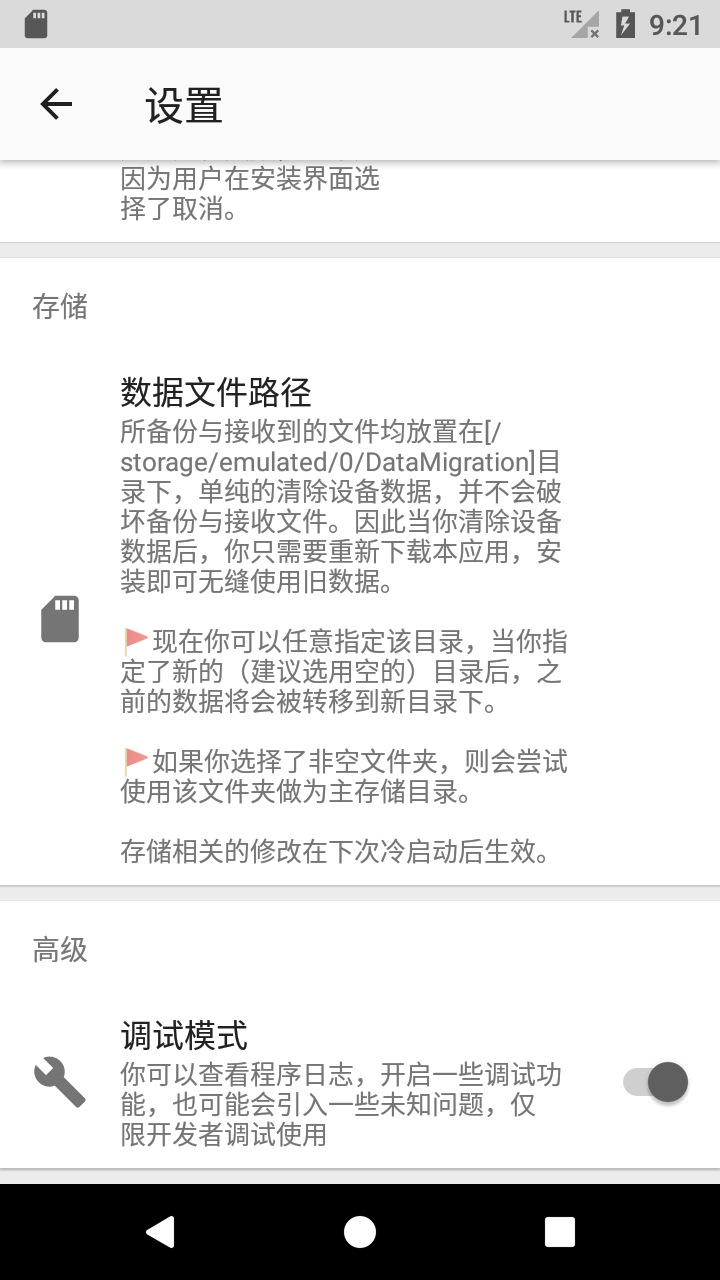 LTE 9:21
设置
因为用户在安装界面选
择了取消。
存储
数据文件路径
所备份与接收到的文件均放置在[/
storage/emulated/0/DataMigration]目
录下，单纯的清除设备数据，并不会破
坏备份与接收文件。因此当你清除设备
数据后，你只需要重新下载本应用，安
装即可无缝使用旧数据。
🚩现在你可以任意指定该目录，当你指
定了新的（建议选用空的）目录后，之
前的数据将会被转移到新目录下。
🚩如果你选择了非空文件夹，则会尝试
使用该文件夹做为主存储目录。
存储相关的修改在下次冷启动后生效。
高级
调试模式
你可以查看程序日志，开启一些调试功
能，也可能会引入一些未知问题，仅
限开发者调试使用